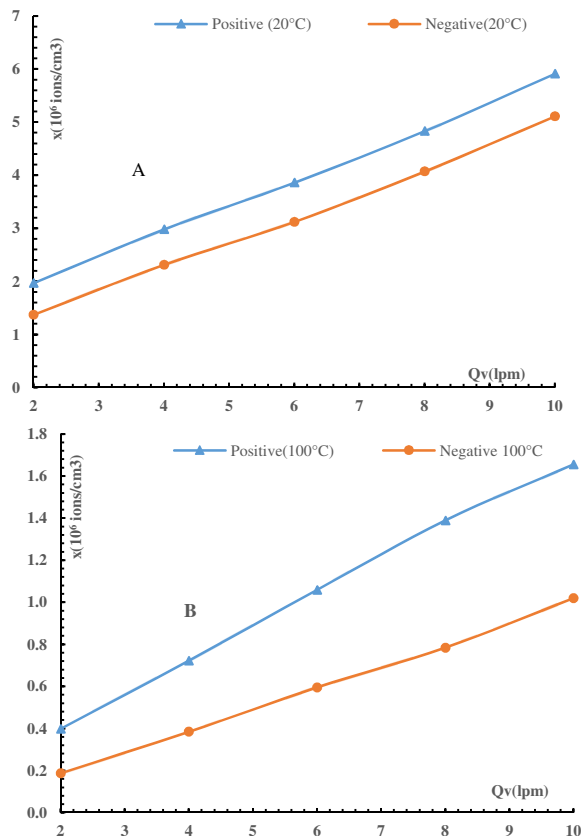 7
Positive (20°C)
Negative(20°C)
6
x(10⁶ ions/cm3)
5
A
4
3
2
1
Qv(lpm)
0
2 3 4 5 6 7 8 9 10
1.8
Positive(100°C)
Negative 100°C
1.6
x(10⁶ ions/cm3)
1.4
1.2
1.0
B
0.8
0.6
0.4
0.2
Qv(lpm)
0.0
2 3 4 5 6 7 8 9 10